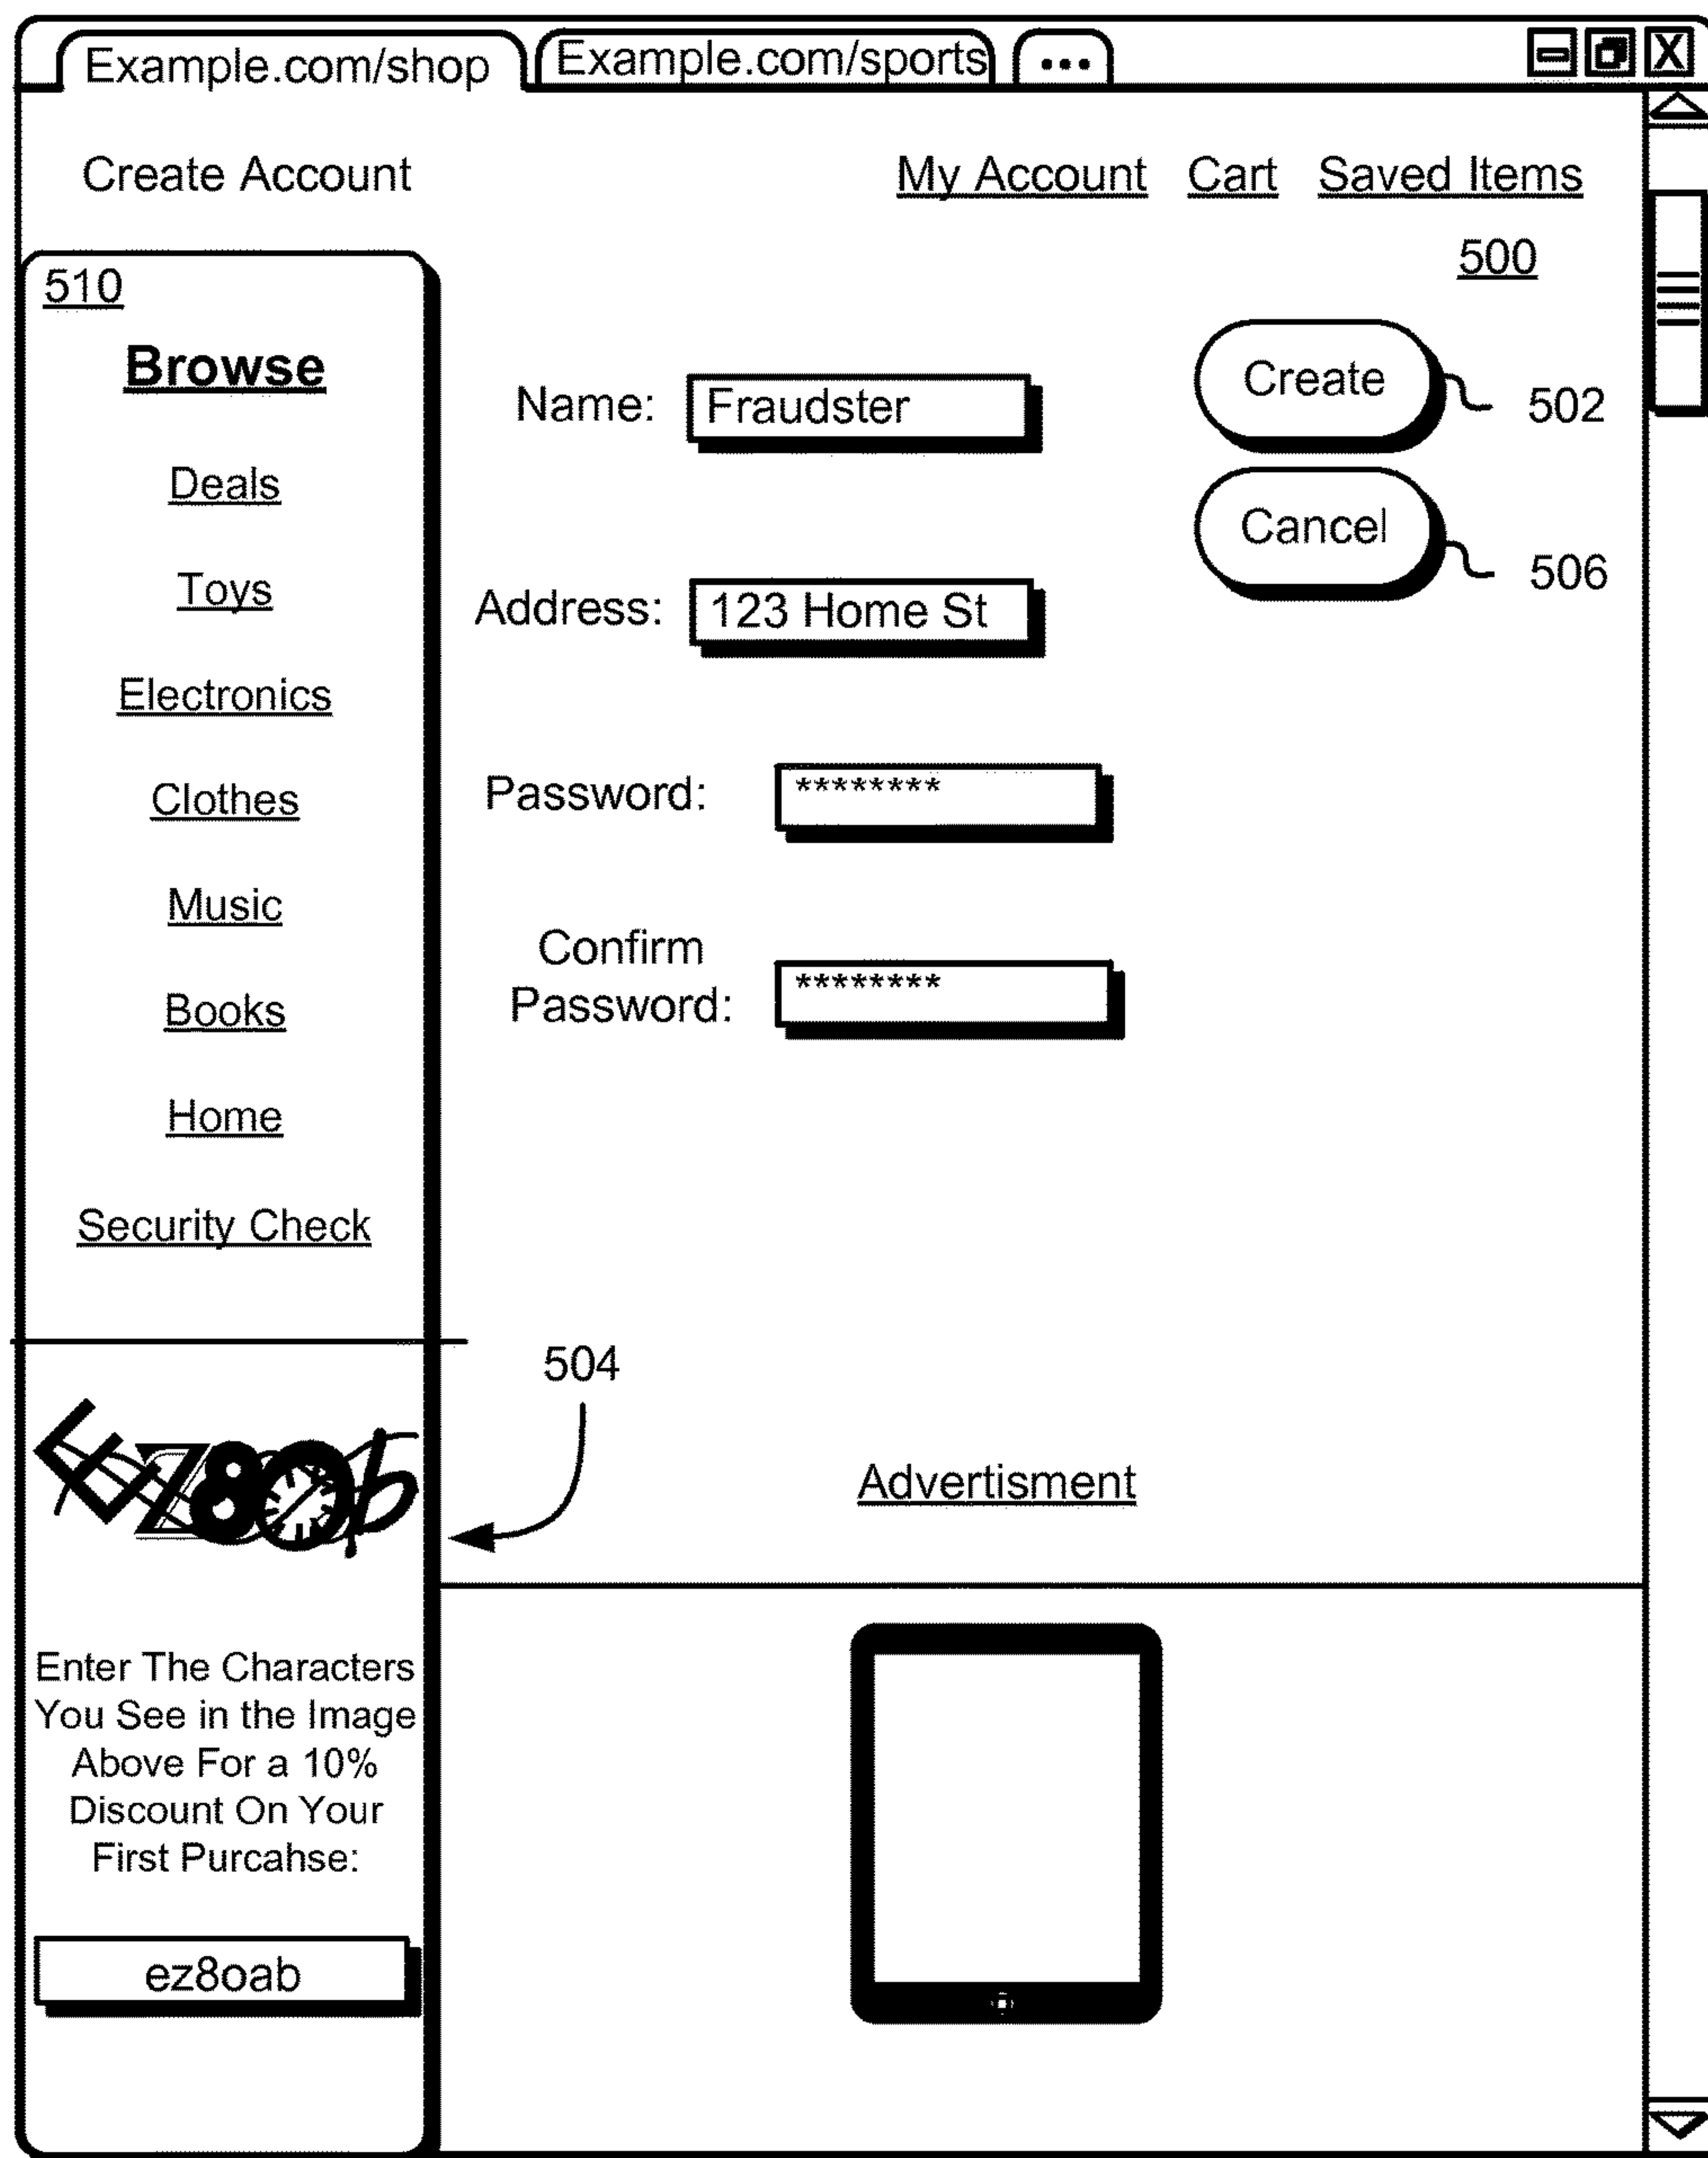 Example.com/shop
Example.com/sports
...
X
Create Account
My Account Cart Saved Items
500
510
Browse
Deals
Toys
Electronics
Clothes
Music
Books
Home
Security Check
Name: Fraudster
Create
502
Cancel
506
Address: 123 Home St
Password: ********
Confirm
Password: ********
504
Ez8Ob
Enter The Characters
You See in the Image
Above For a 10%
Discount On Your
First Purcahse:
ez8oab
Advertisment